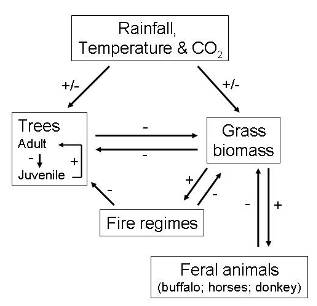 Rainfall,
Temperature & CO₂
+/-
+/-
Trees
Adult
- +
Juvenile
-
-
Grass
biomass
-
+
-
Fire regimes
-
+
Feral animals
(buffalo; horses; donkey)